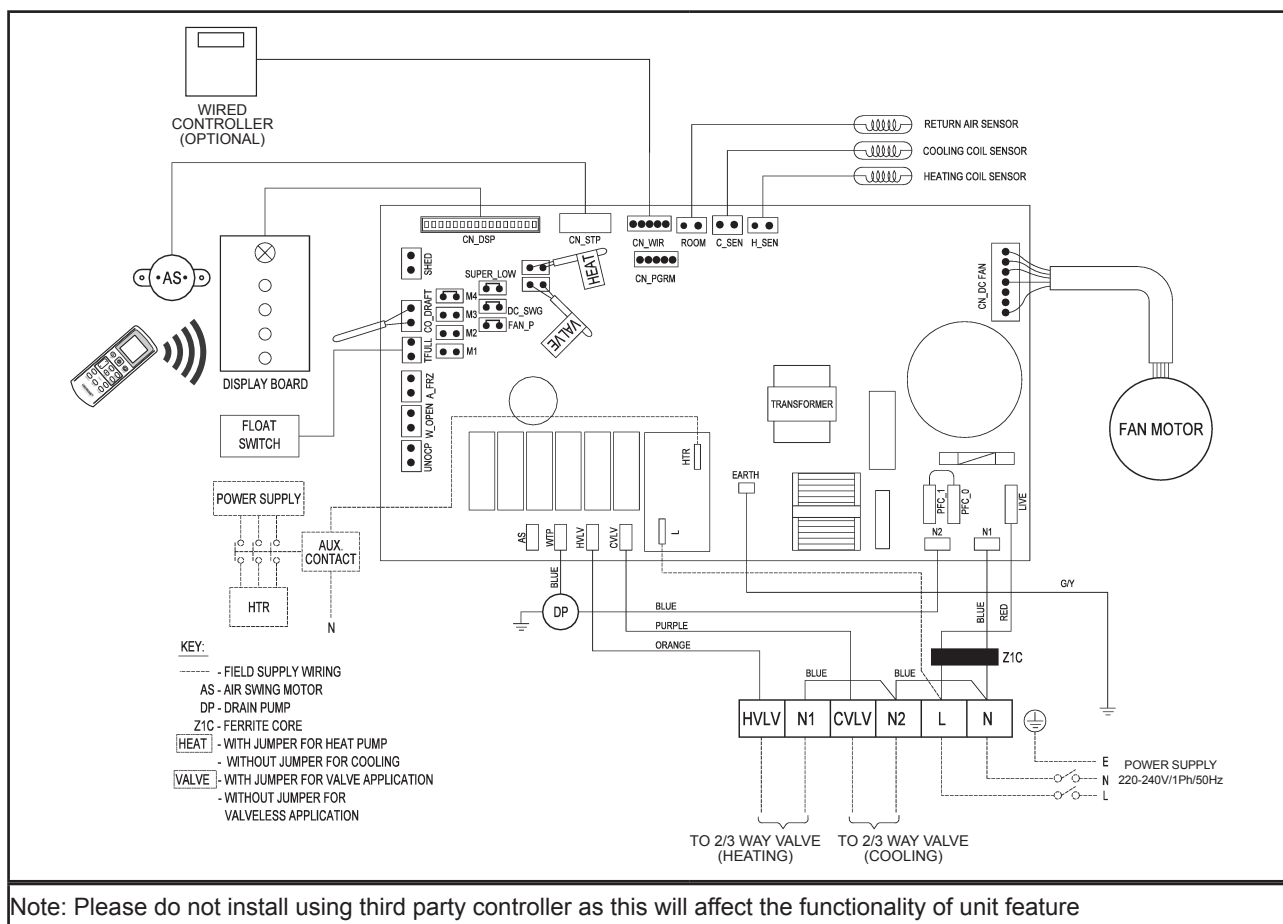 WIRED
CONTROLLER
(OPTIONAL)
RETURN AIR SENSOR
COOLING COIL SENSOR
HEATING COIL SENSOR
CN_DSP
CN_STP
CN_WIR
ROOM
C_SEN
H_SEN
CN_PGRM
SHED
SUPER_LOW
HEAT
VALVE
CN_DC FAN
AS
CO_DRAFT
M4
M3
M2
M1
DC_SWG
FAN_P
TFULL
DISPLAY BOARD
A_FRZ
W_OPEN
UNOCP
FLOAT
SWITCH
TRANSFORMER
FAN MOTOR
HTR
EARTH
PFC_1
PFC_0
LIVE
POWER SUPPLY
AUX.
CONTACT
HTR
N
AS
WTP
HVLV
CVLV
L
N2
N1
BLUE
DP
BLUE
PURPLE
ORANGE
BLUE
RED
G/Y
Z1C
BLUE
BLUE
HVLV N1 CVLV N2 L N
KEY:
- FIELD SUPPLY WIRING
AS - AIR SWING MOTOR
DP - DRAIN PUMP
Z1C - FERRITE CORE
HEAT - WITH JUMPER FOR HEAT PUMP
- WITHOUT JUMPER FOR COOLING
VALVE - WITH JUMPER FOR VALVE APPLICATION
- WITHOUT JUMPER FOR
VALVELESS APPLICATION
E
N
L
POWER SUPPLY
220-240V/1Ph/50Hz
TO 2/3 WAY VALVE
(HEATING)
TO 2/3 WAY VALVE
(COOLING)
Note: Please do not install using third party controller as this will affect the functionality of unit feature